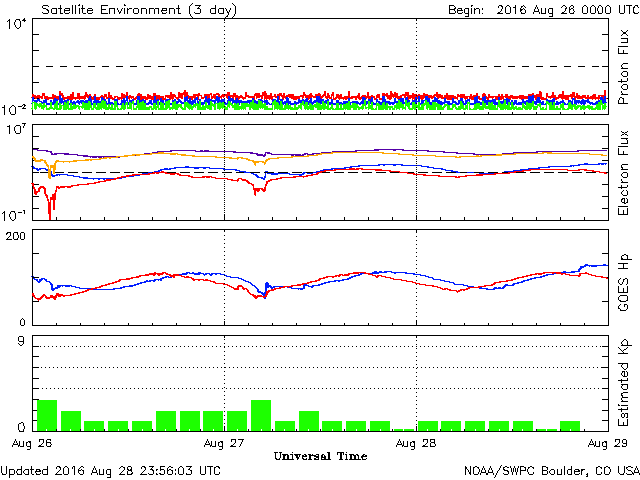 Satellite Environment (3 day)
Begin: 2016 Aug 26 0000 UTC
10^4
10^-2
Proton Flux
10^7
10^-1
Electron Flux
200
0
GOES Hp
9
0
Estimated Kp
Aug 26
Aug 27
Aug 28
Aug 29
Universal Time
Updated 2016 Aug 28 23:56:03 UTC
NOAA/SWPC Boulder, CO USA